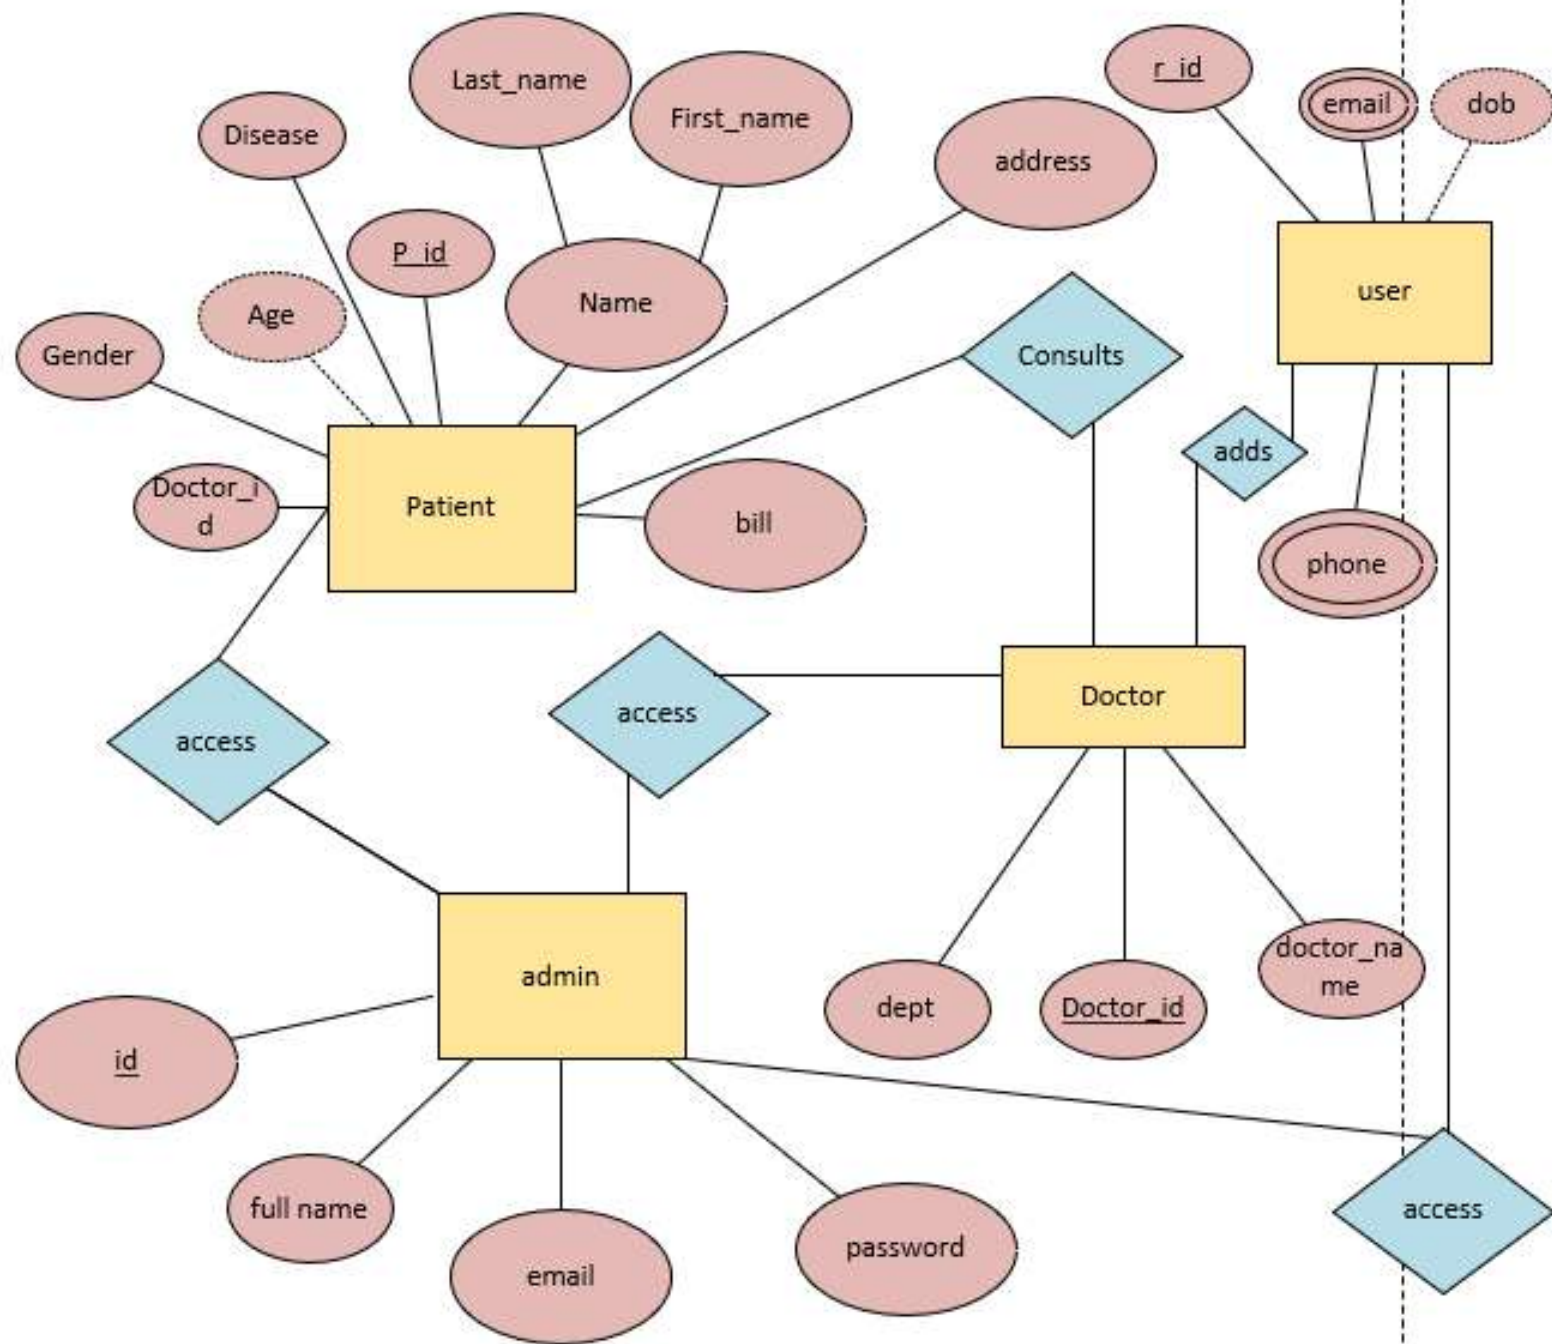 Last_name
r_id
email
dob
First_name
Disease
address
P_id
user
Name
Age
Gender
Consults
adds
Doctor_i
d
Patient
bill
phone
Doctor
access
access
admin
doctor_na
me
dept
Doctor_id
id
full name
access
password
email